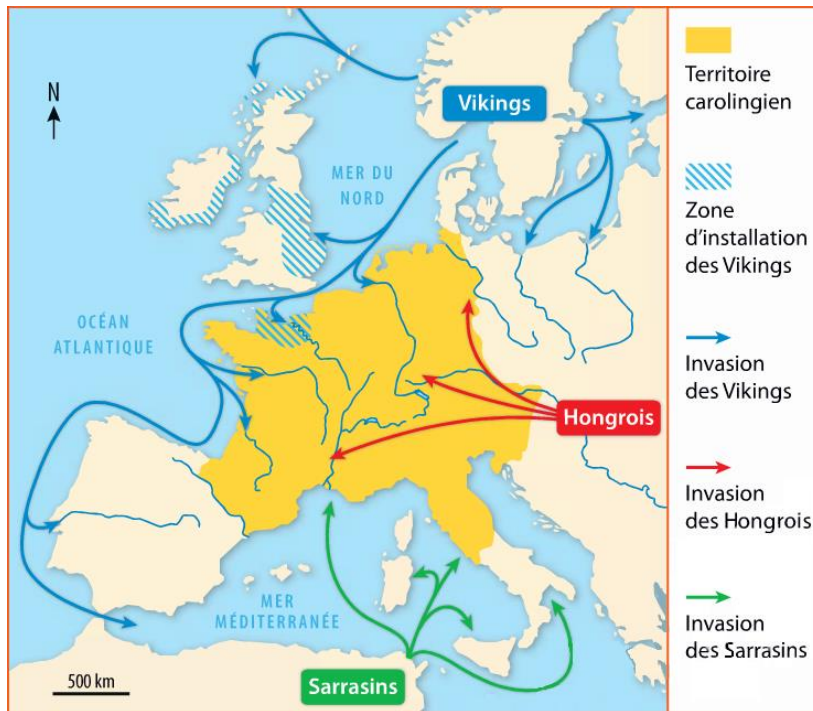 N
Vikings
MER DU
NORD
OCÉAN
ATLANTIQUE
Hongrois
MER
MÉDITERRANÉE
500 km
Sarrasins
Territoire
carolingien
Zone
d'installation
des Vikings
Invasion
des Vikings
Invasion
des Hongrois
Invasion
des Sarrasins